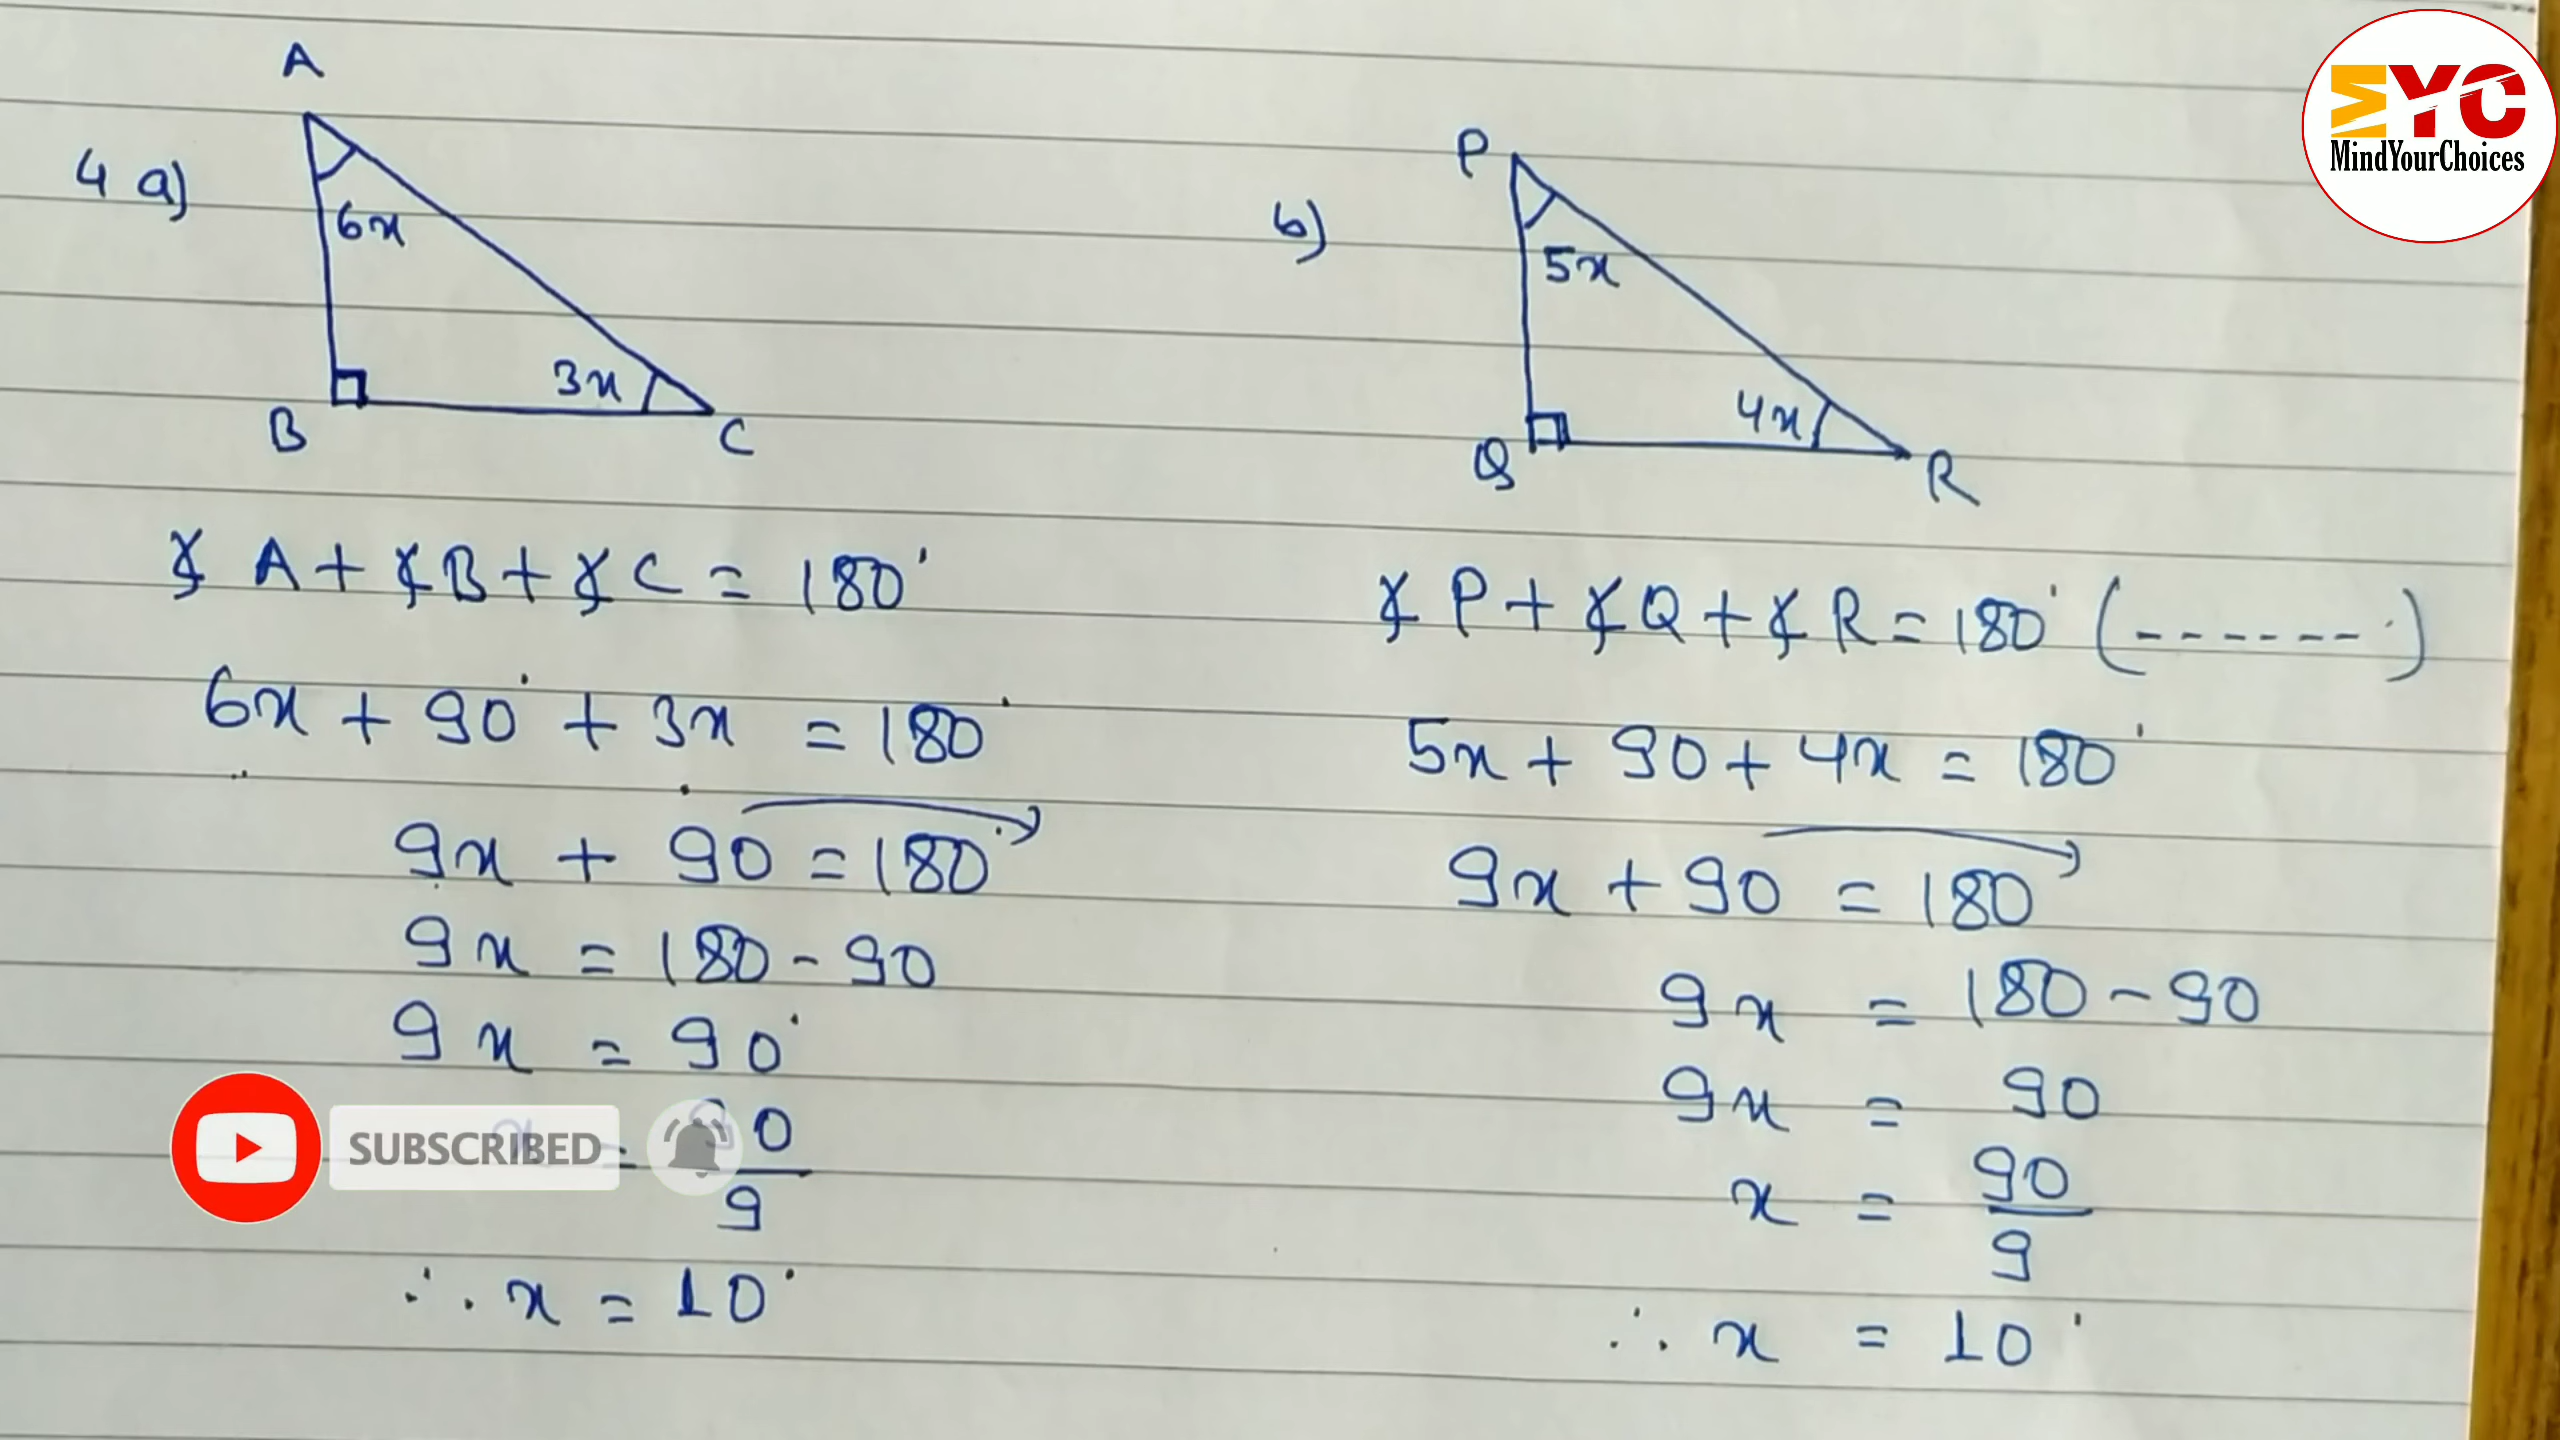 A
4 a)
6x
3x
B
C
∠A + ∠B + ∠C = 180°
6x + 90° + 3x = 180°
9x + 90 = 180°
9x = 180 - 90
9x = 90°
x = 90/9
∴ x = 10°
SUBSCRIBED
b)
P
5x
4x
Q
R
∠P + ∠Q + ∠R = 180° (------)
5x + 90 + 4x = 180°
9x + 90 = 180
9x = 180 - 90
9x = 90
x = 90/9
∴ x = 10°
MYC
MindYourChoices